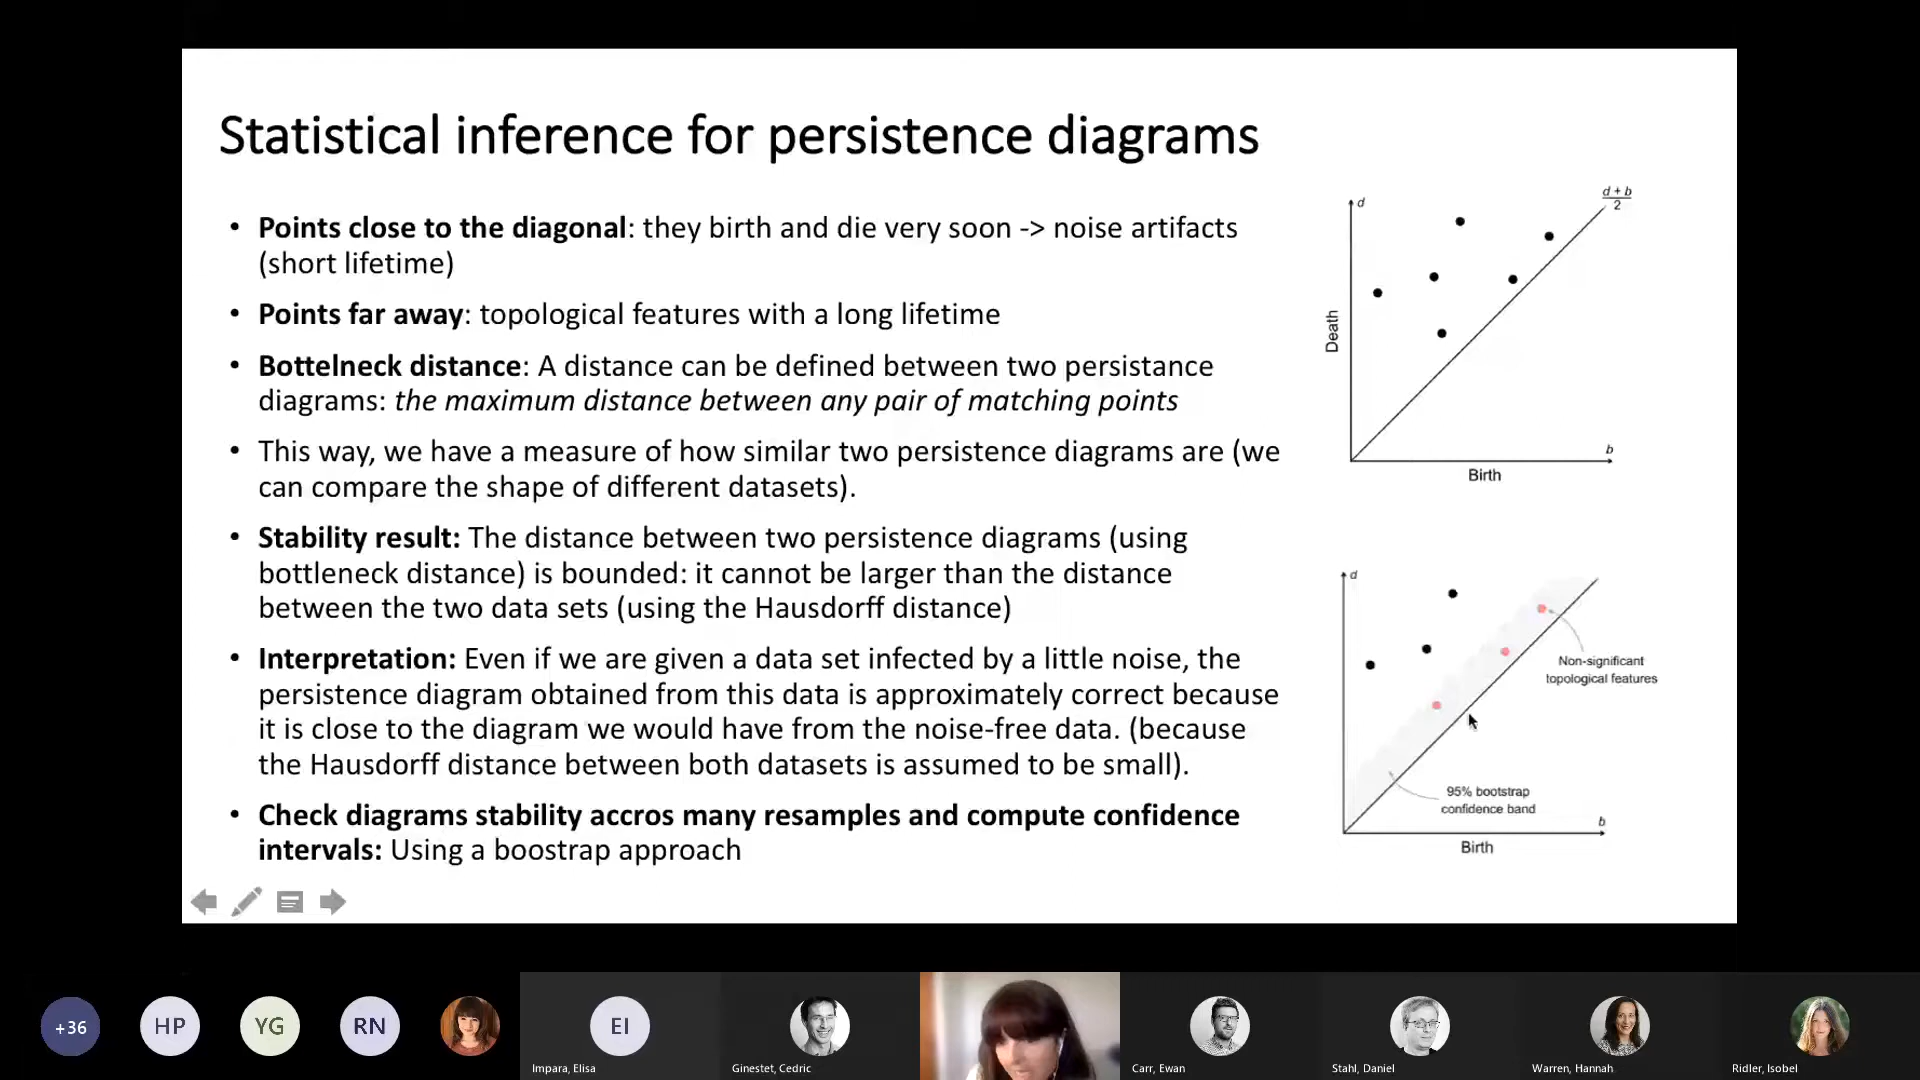 Statistical inference for persistence diagrams
• Points close to the diagonal: they birth and die very soon -> noise artifacts
(short lifetime)
• Points far away: topological features with a long lifetime
• Bottelneck distance: A distance can be defined between two persistance
diagrams: the maximum distance between any pair of matching points
• This way, we have a measure of how similar two persistence diagrams are (we
can compare the shape of different datasets).
• Stability result: The distance between two persistence diagrams (using
bottleneck distance) is bounded: it cannot be larger than the distance
between the two data sets (using the Hausdorff distance)
• Interpretation: Even if we are given a data set infected by a little noise, the
persistence diagram obtained from this data is approximately correct because
it is close to the diagram we would have from the noise-free data. (because
the Hausdorff distance between both datasets is assumed to be small).
• Check diagrams stability accros many resamples and compute confidence
intervals: Using a boostrap approach
d
d + b
2
Death
b
Birth
d
Non-significant
topological features
95% bootstrap
confidence band
b
Birth
+36
HP
YG
RN
EI
Impara, Elisa
Ginestet, Cedric
Carr, Ewan
Stahl, Daniel
Warren, Hannah
Ridler, Isobel